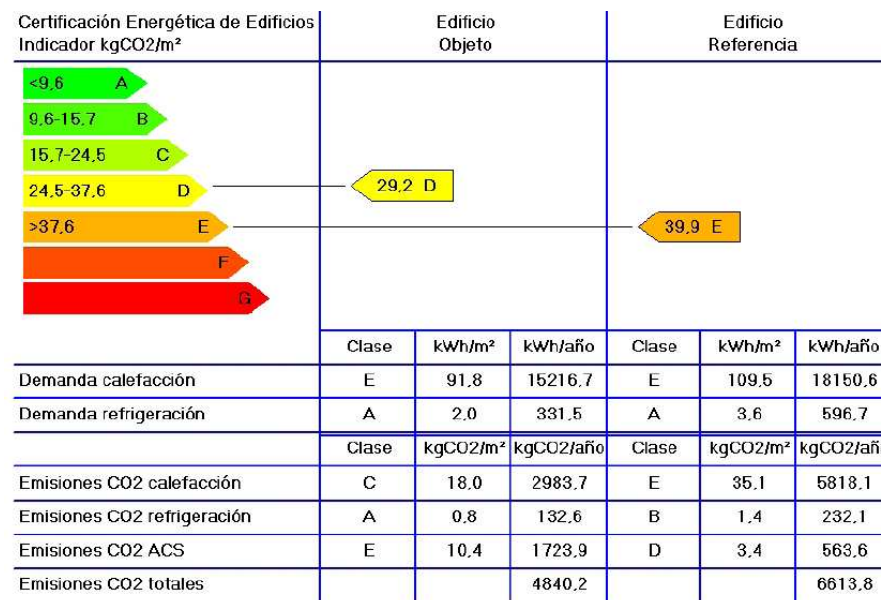 Certificación Energética de Edificios
Indicador kgCO2/m²
Edificio
Objeto
Edificio
Referencia
<9,6 A
9,6-15,7 B
15,7-24,5 C
24,5-37,6 D
>37,6 E
F
G
29,2 D
39,9 E
Clase kWh/m² kWh/año Clase kWh/m² kWh/año
Demanda calefacción E 91,8 15216,7 E 109,5 18150,6
Demanda refrigeración A 2,0 331,5 A 3,6 596,7
Clase kgCO2/m² kgCO2/año Clase kgCO2/m² kgCO2/añ
Emisiones CO2 calefacción C 18,0 2983,7 E 35,1 5818,1
Emisiones CO2 refrigeración A 0,8 132,6 B 1,4 232,1
Emisiones CO2 ACS E 10,4 1723,9 D 3,4 563,6
Emisiones CO2 totales 4840,2 6613,8